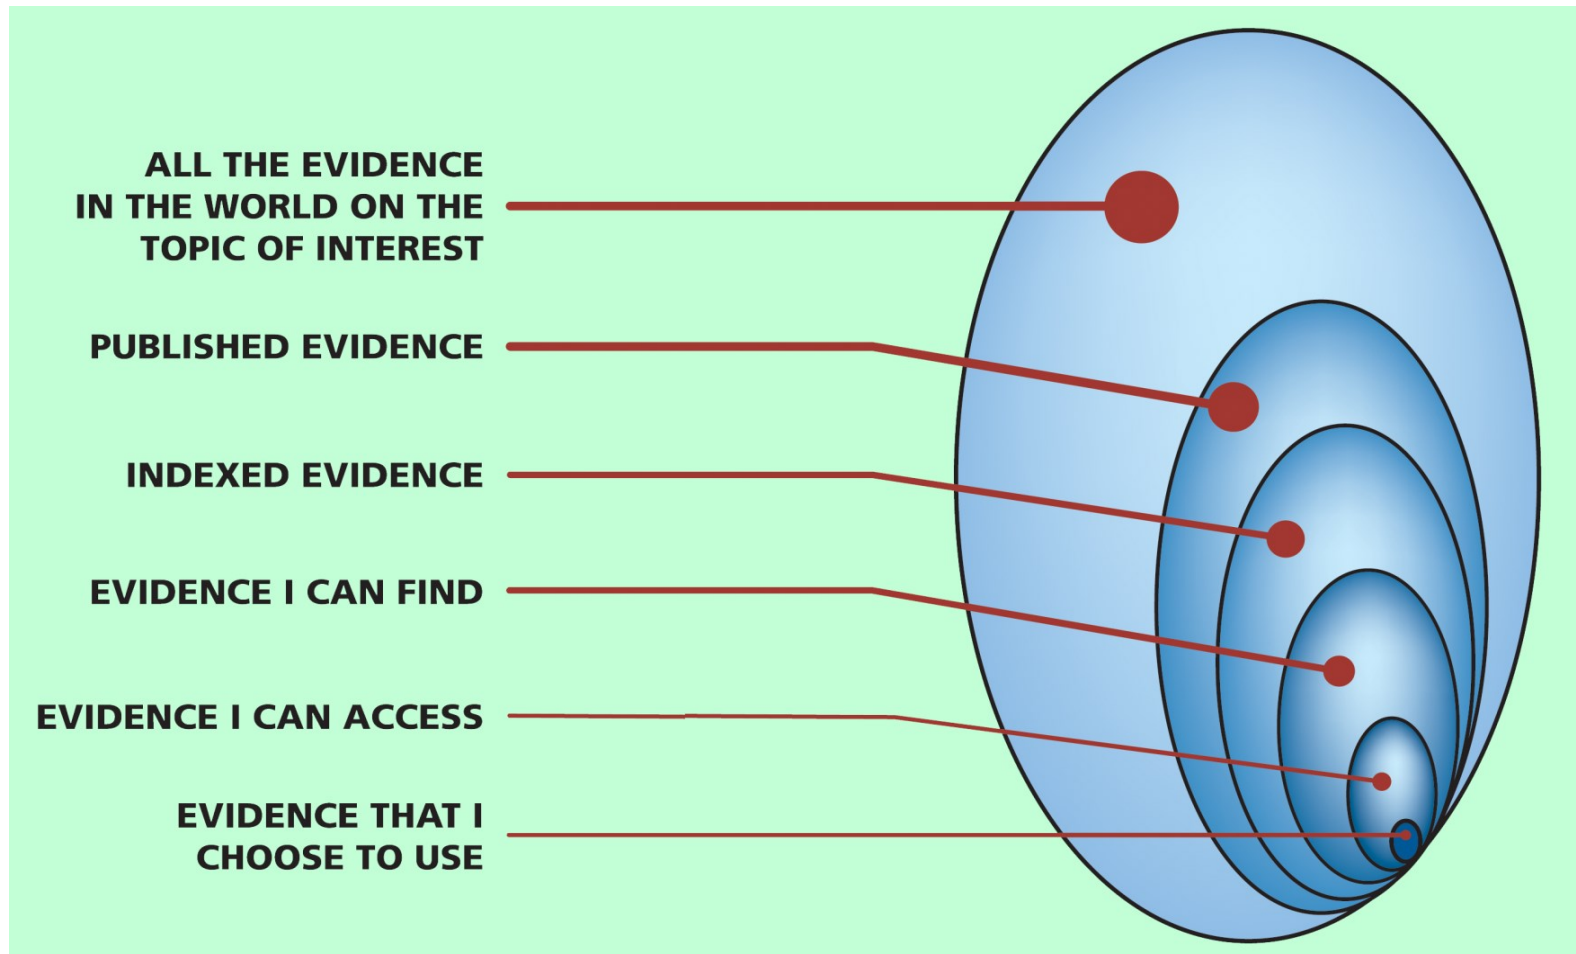 ALL THE EVIDENCE
IN THE WORLD ON THE
TOPIC OF INTEREST
PUBLISHED EVIDENCE
INDEXED EVIDENCE
EVIDENCE I CAN FIND
EVIDENCE I CAN ACCESS
EVIDENCE THAT I
CHOOSE TO USE